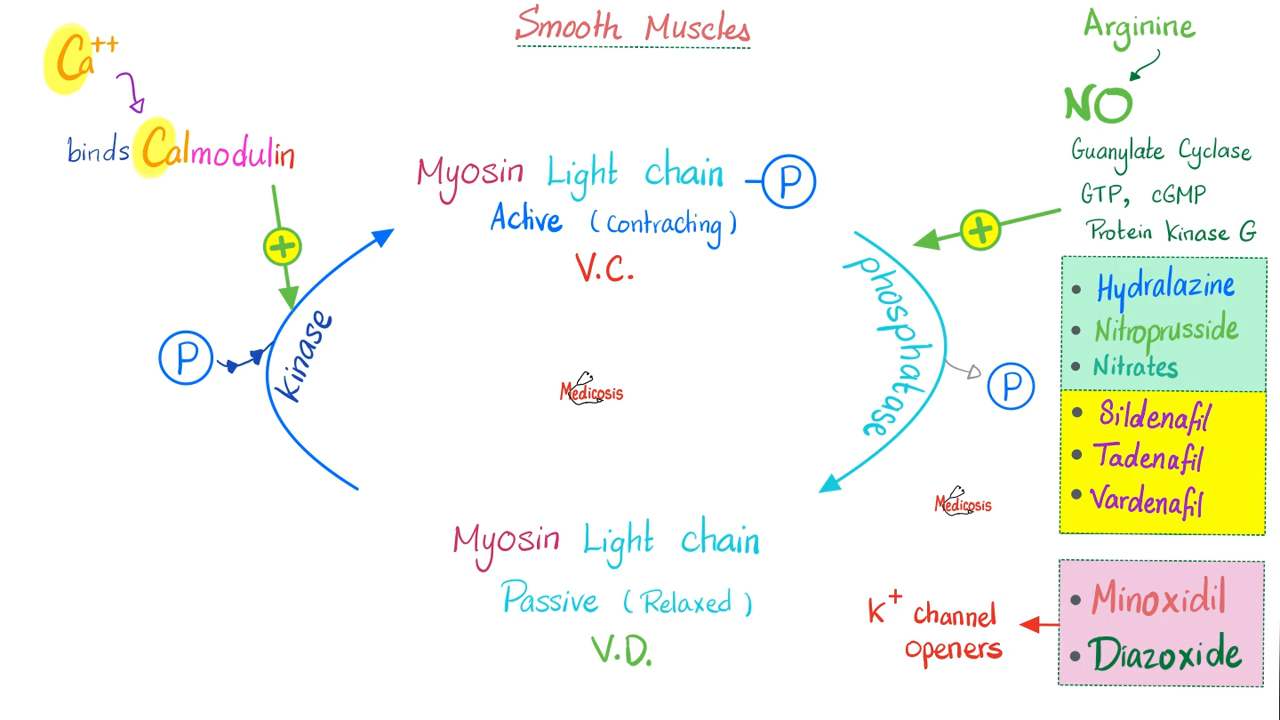 Smooth Muscles
Ca++
binds Calmodulin
+
kinase
P
Myosin Light chain - P
Active (Contracting)
V.C.
Medicosis
Myosin Light chain
Passive (Relaxed)
V.D.
phosphatase
P
Medicosis
Arginine
NO
Guanylate Cyclase
GTP, cGMP
Protein Kinase G
+
• Hydralazine
• Nitroprusside
• Nitrates
• Sildenafil
• Tadenafil
• Vardenafil
K+ channel
openers
• Minoxidil
• Diazoxide